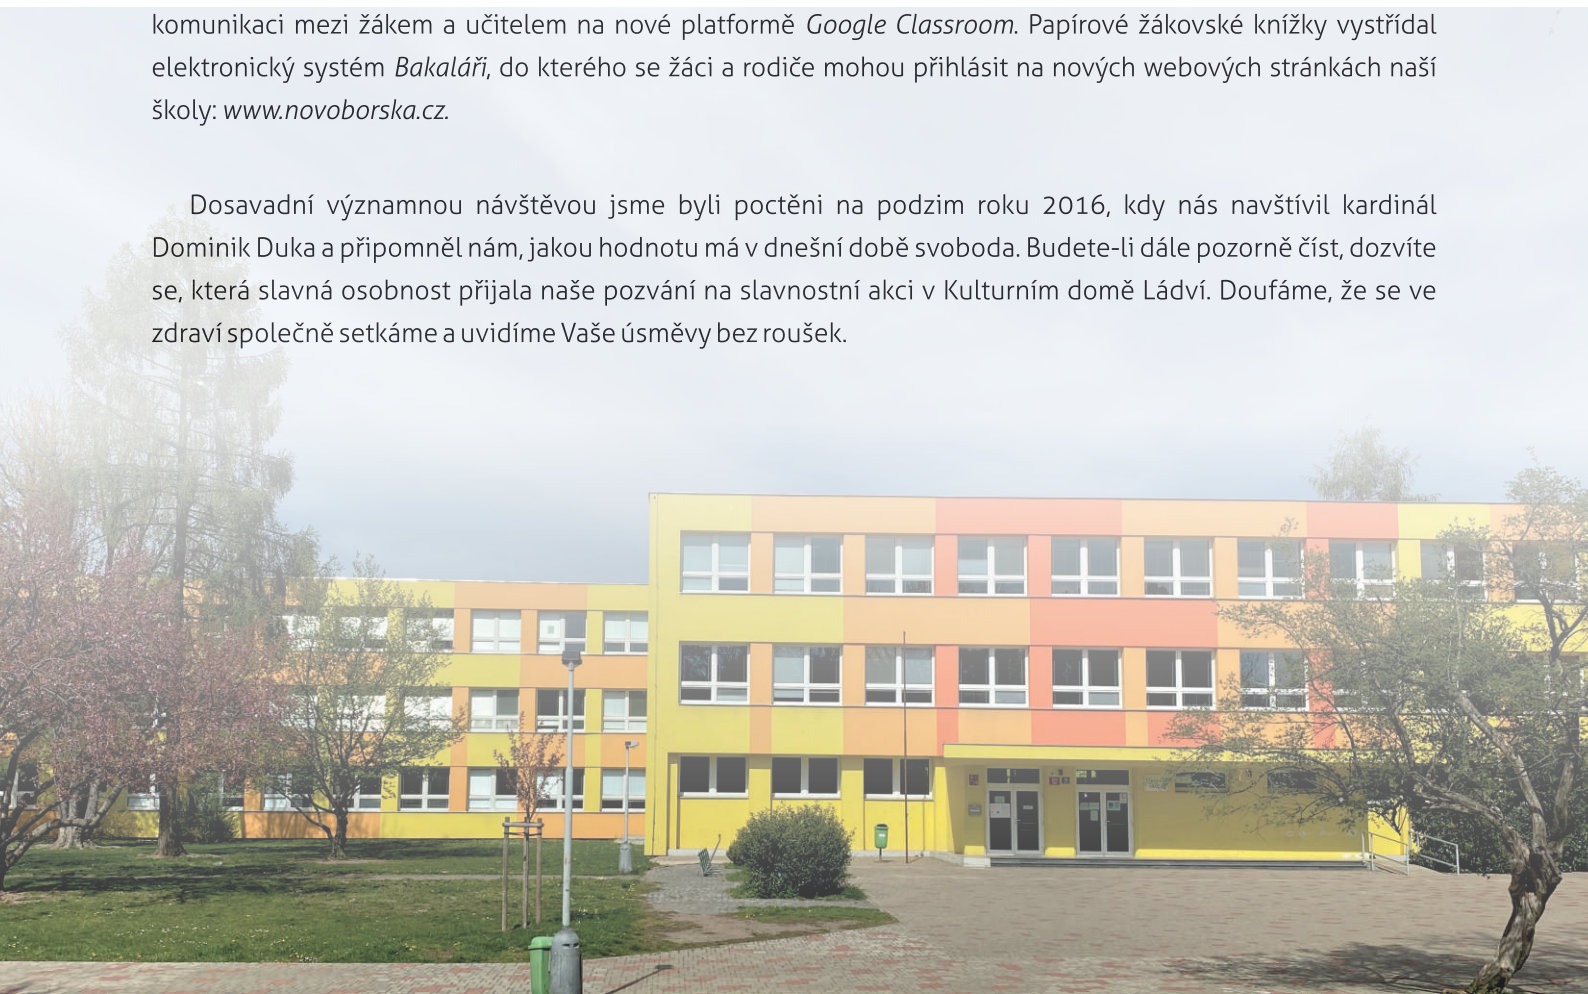 komunikaci mezi žákem a učitelem na nové platformě Google Classroom. Papírové žákovské knížky vystřídal
elektronický systém Bakaláři, do kterého se žáci a rodiče mohou přihlásit na nových webových stránkách naší
školy: www.novoborska.cz.
Dosavadní významnou návštěvou jsme byli poctěni na podzim roku 2016, kdy nás navštívil kardinál
Dominik Duka a připomněl nám, jakou hodnotu má v dnešní době svoboda. Budete-li dále pozorně číst, dozvíte
se, která slavná osobnost přijala naše pozvání na slavnostní akci v Kulturním domě Ládví. Doufáme, že se ve
zdraví společně setkáme a uvidíme Vaše úsměvy bez roušek.